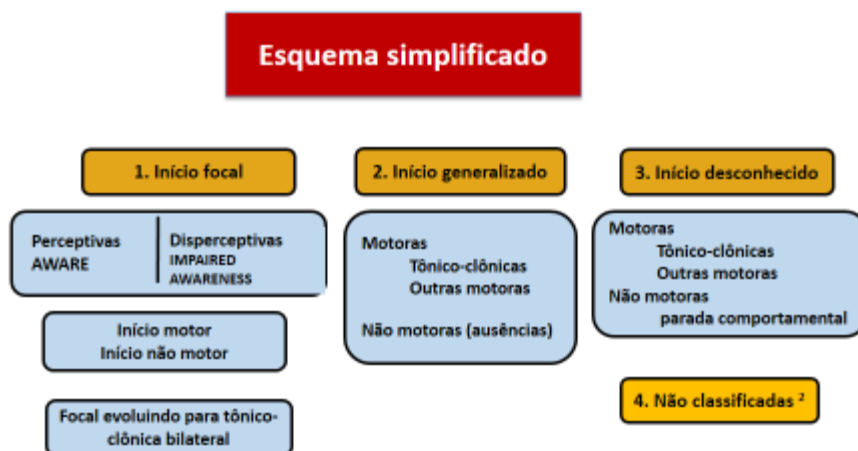 Esquema simplificado
1. Início focal
Perceptivas
AWARE
Disperceptivas
IMPAIRED
AWARENESS
Início motor
Início não motor
Focal evoluindo para tônico-
clônica bilateral
2. Início generalizado
Motoras
Tônico-clônicas
Outras motoras
Não motoras (ausências)
3. Início desconhecido
Motoras
Tônico-clônicas
Outras motoras
Não motoras
parada comportamental
4. Não classificadas ²